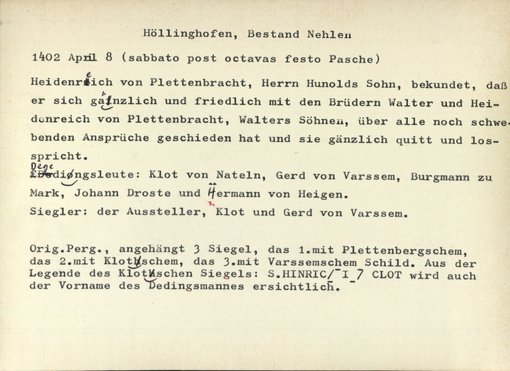 Höllinghofen, Bestand Nehlen
1402 April 8 (sabbato post octavas festo Pasche)
Heidenreich von Plettenbracht, Herrn Hunolds Sohn, bekundet, daß
er sich gänzlich und friedlich mit den Brüdern Walter und Hei-
denreich von Plettenbracht, Walters Söhnen, über alle noch schwe-
benden Ansprüche geschieden hat und sie gänzlich quitt und los-
spricht.
Dedingsleute: Klot von Nateln, Gerd von Varssem, Burgmann zu
Mark, Johann Droste und Hermann von Heigen.
Siegler: der Aussteller, Klot und Gerd von Varssem.
Orig.Perg., angehängt 3 Siegel, das 1.mit Plettenbergschem,
das 2.mit Klotschem, das 3.mit Varssemschem Schild. Aus der
Legende des Klotschen Siegels: S.HINRIC/¯I_7 CLOT wird auch
der Vorname des Dedingsmannes ersichtlich.